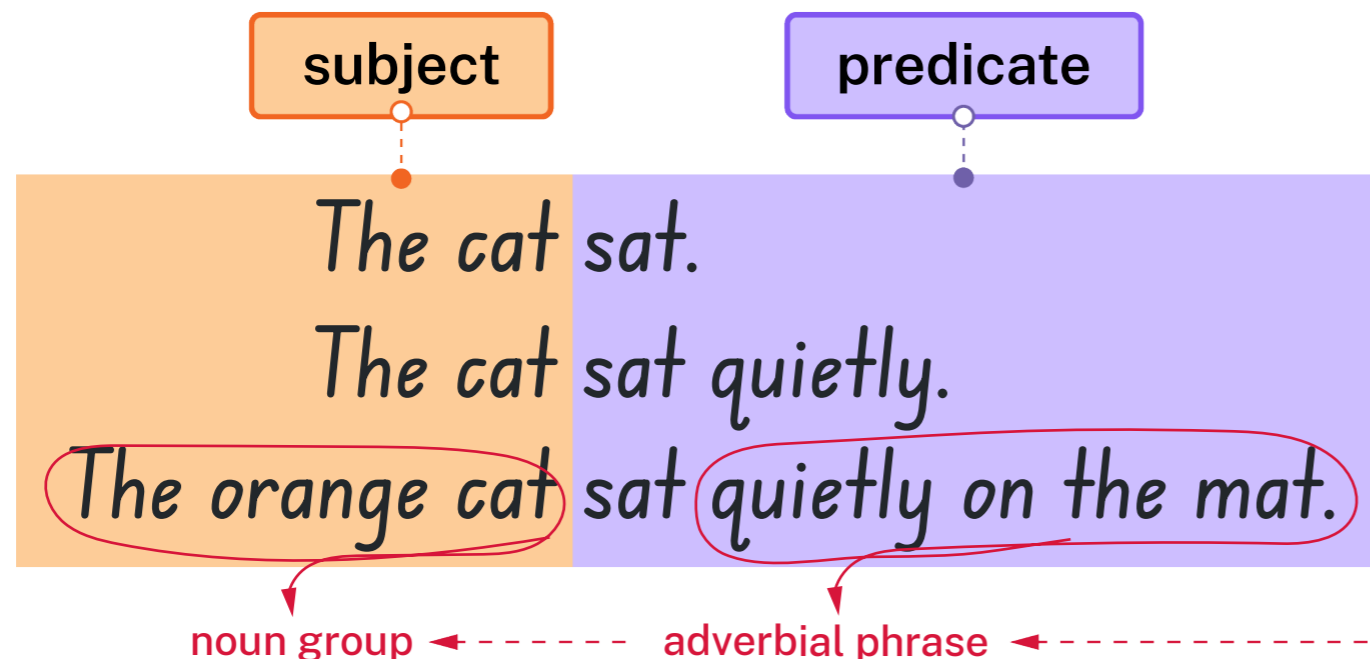 subject predicate
The cat sat.
The cat sat quietly.
The orange cat sat quietly on the mat.
noun group adverbial phrase